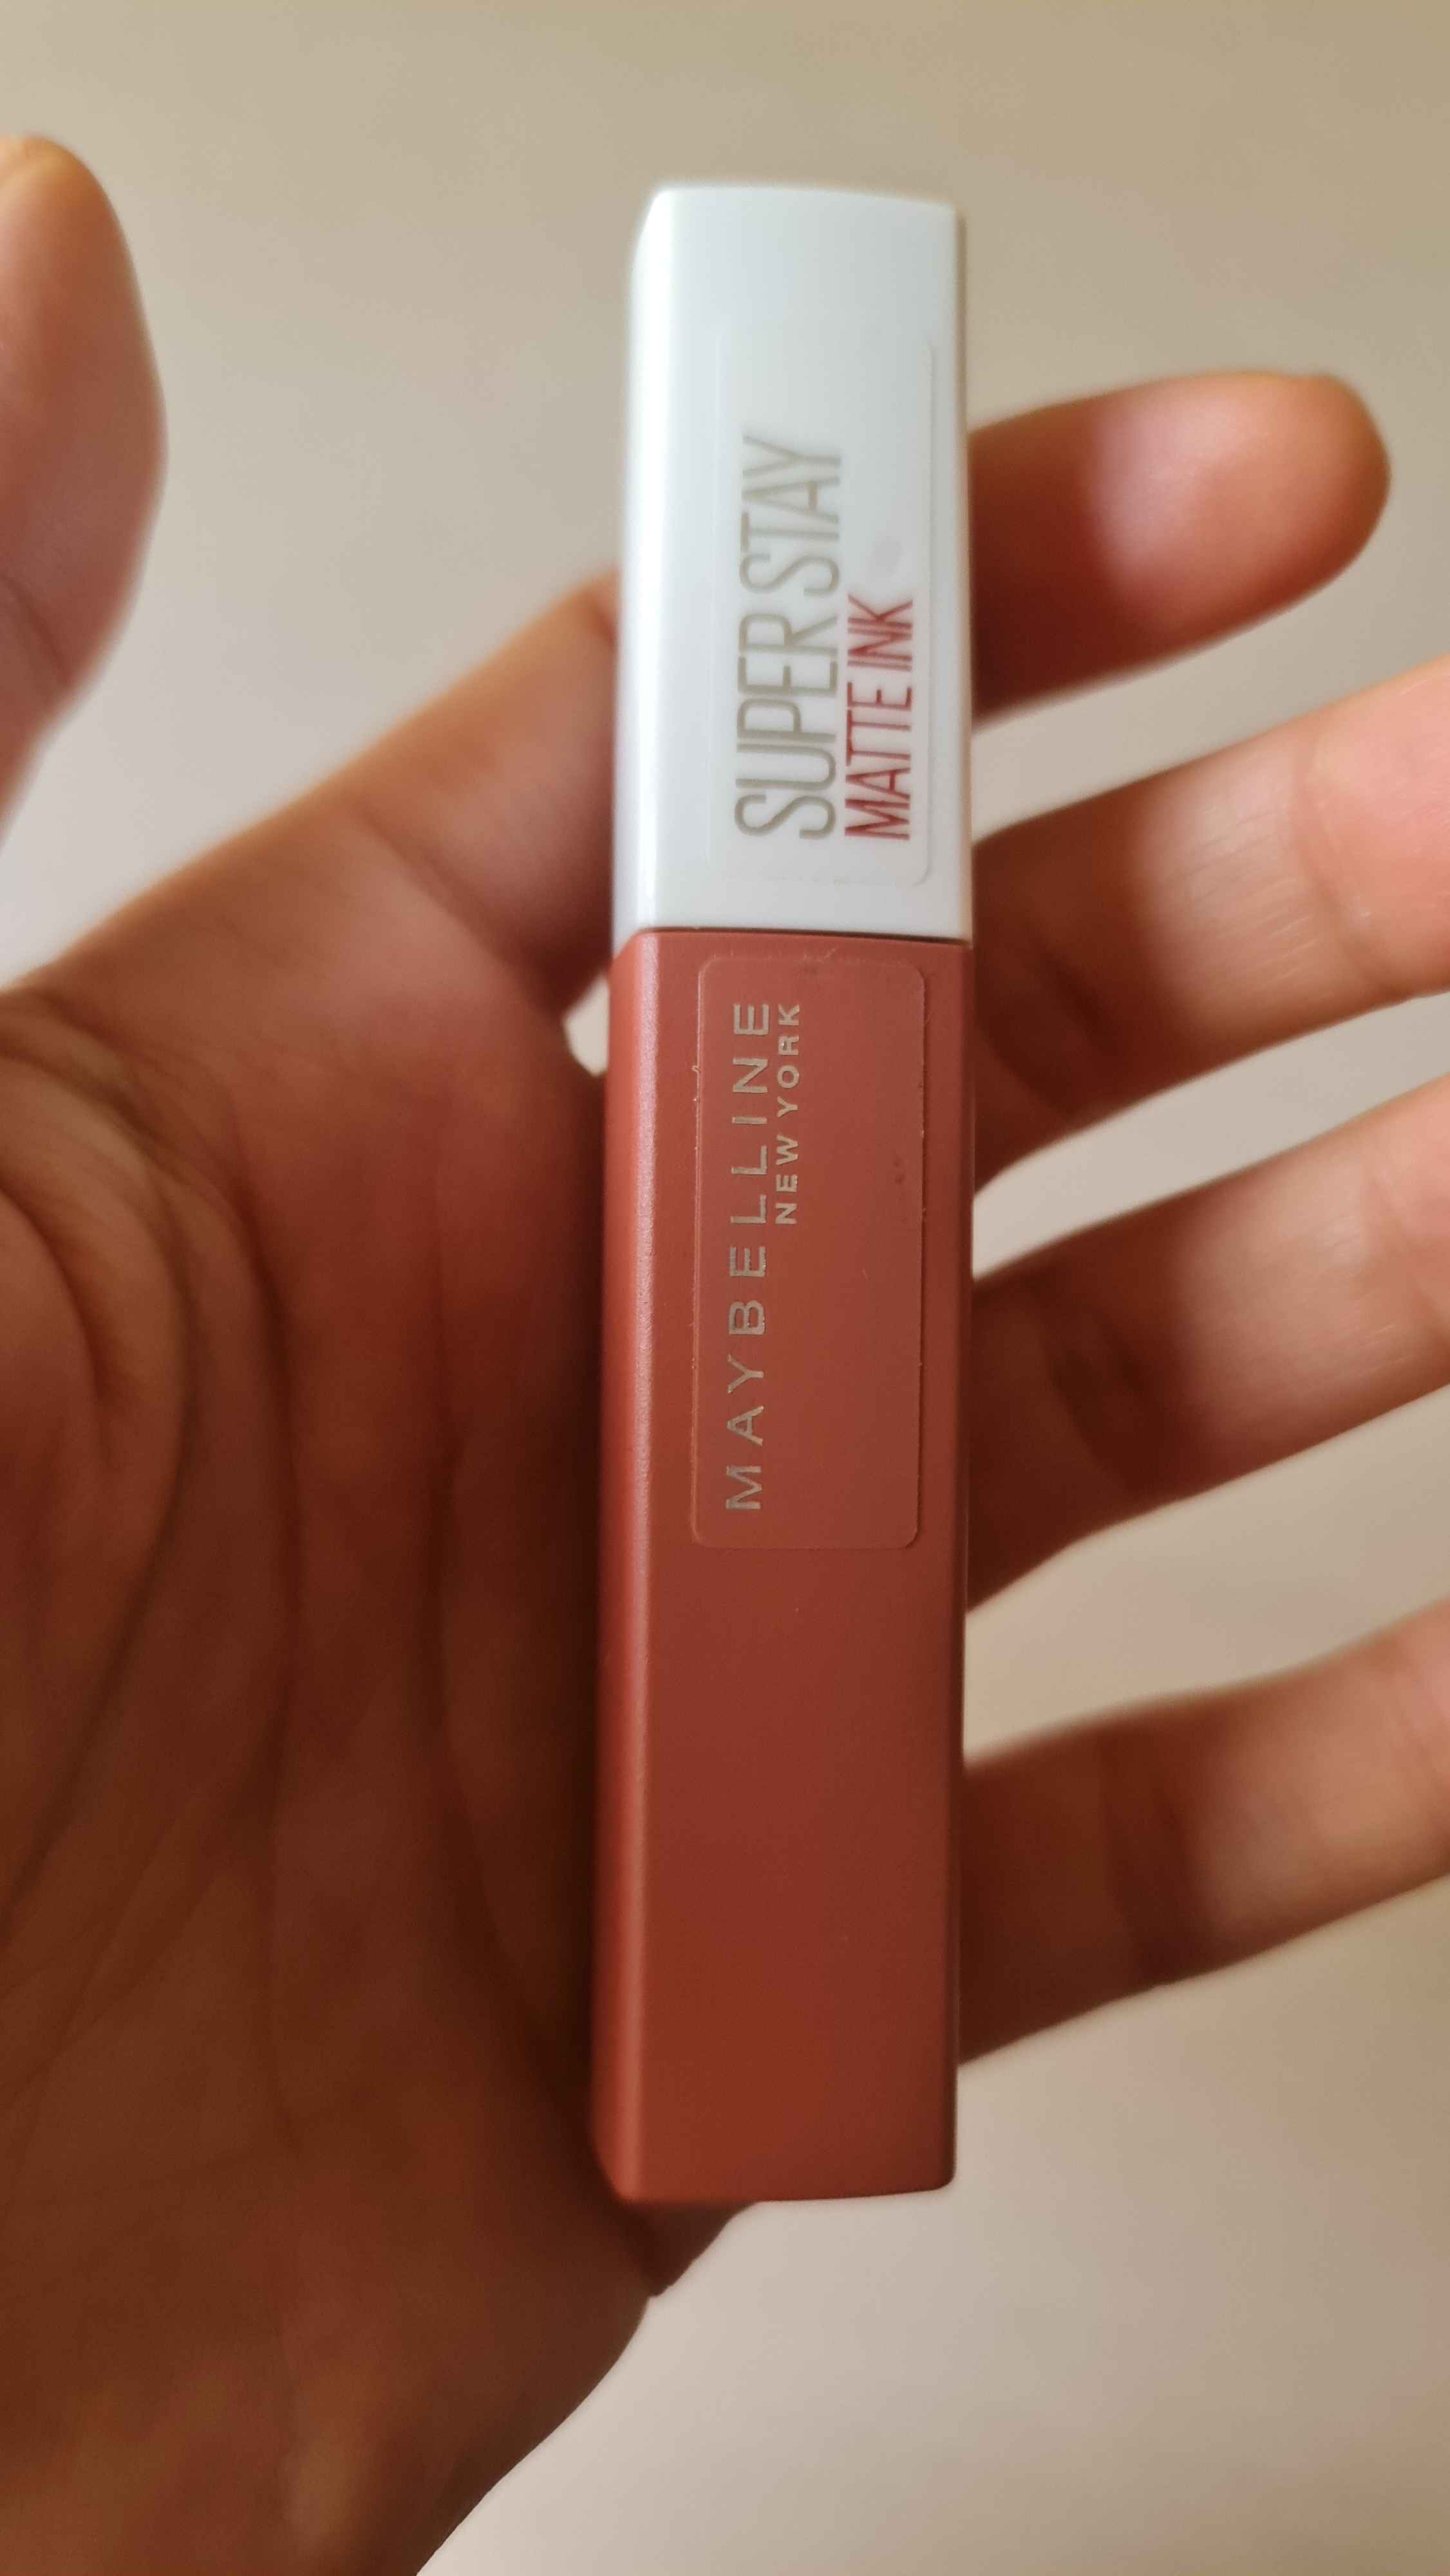 SUPER STAY
MATTE INK
MAYBELLINE
NEW YORK